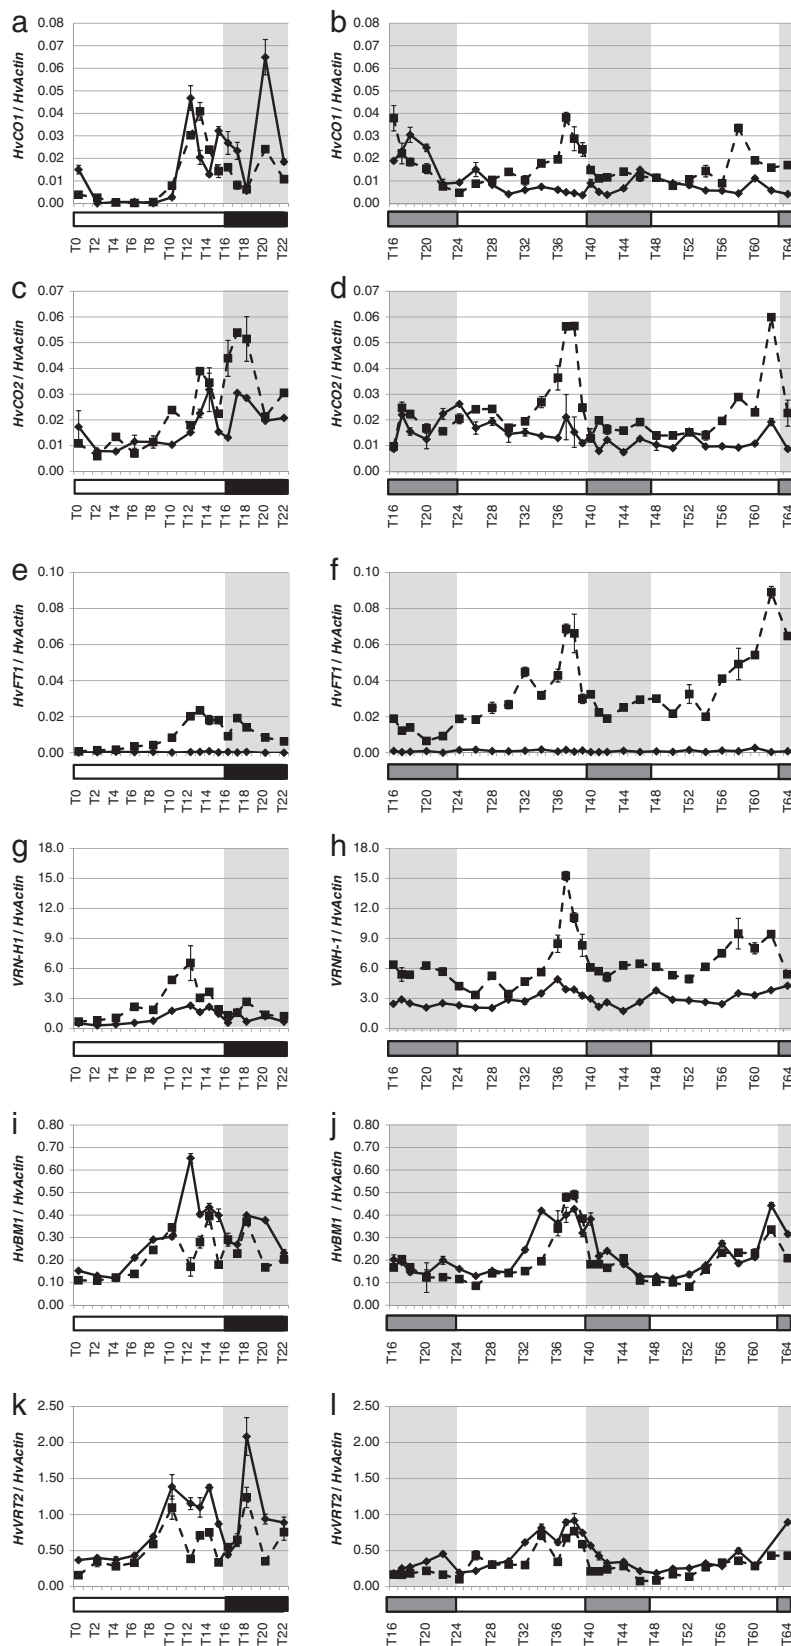 a
HvCO1 / HvActin
0.08
0.07
0.06
0.05
0.04
0.03
0.02
0.01
0.00
T0 T2 T4 T6 T8 T10 T12 T14 T16 T18 T20 T22
b
HvCO1 / HvActin
0.08
0.07
0.06
0.05
0.04
0.03
0.02
0.01
0.00
T16 T20 T24 T28 T32 T36 T40 T44 T48 T52 T56 T60 T64
c
HvCO2 / HvActin
0.07
0.06
0.05
0.04
0.03
0.02
0.01
0.00
T0 T2 T4 T6 T8 T10 T12 T14 T16 T18 T20 T22
d
HvCO2 / HvActin
0.07
0.06
0.05
0.04
0.03
0.02
0.01
0.00
T16 T20 T24 T28 T32 T36 T40 T44 T48 T52 T56 T60 T64
e
HvFT1 / HvActin
0.10
0.08
0.06
0.04
0.02
0.00
T0 T2 T4 T6 T8 T10 T12 T14 T16 T18 T20 T22
f
HvFT1 / HvActin
0.10
0.08
0.06
0.04
0.02
0.00
T16 T20 T24 T28 T32 T36 T40 T44 T48 T52 T56 T60 T64
g
VRN-H1 / HvActin
18.0
15.0
12.0
9.0
6.0
3.0
0.0
T0 T2 T4 T6 T8 T10 T12 T14 T16 T18 T20 T22
h
VRNH-1 / HvActin
18.0
15.0
12.0
9.0
6.0
3.0
0.0
T16 T20 T24 T28 T32 T36 T40 T44 T48 T52 T56 T60 T64
i
HvBM1 / HvActin
0.80
0.70
0.60
0.50
0.40
0.30
0.20
0.10
0.00
T0 T2 T4 T6 T8 T10 T12 T14 T16 T18 T20 T22
j
HvBM1 / HvActin
0.80
0.70
0.60
0.50
0.40
0.30
0.20
0.10
0.00
T16 T20 T24 T28 T32 T36 T40 T44 T48 T52 T56 T60 T64
k
HvVRT2 / HvActin
2.50
2.00
1.50
1.00
0.50
0.00
T0 T2 T4 T6 T8 T10 T12 T14 T16 T18 T20 T22
l
HvVRT2 / HvActin
2.50
2.00
1.50
1.00
0.50
0.00
T16 T20 T24 T28 T32 T36 T40 T44 T48 T52 T56 T60 T64